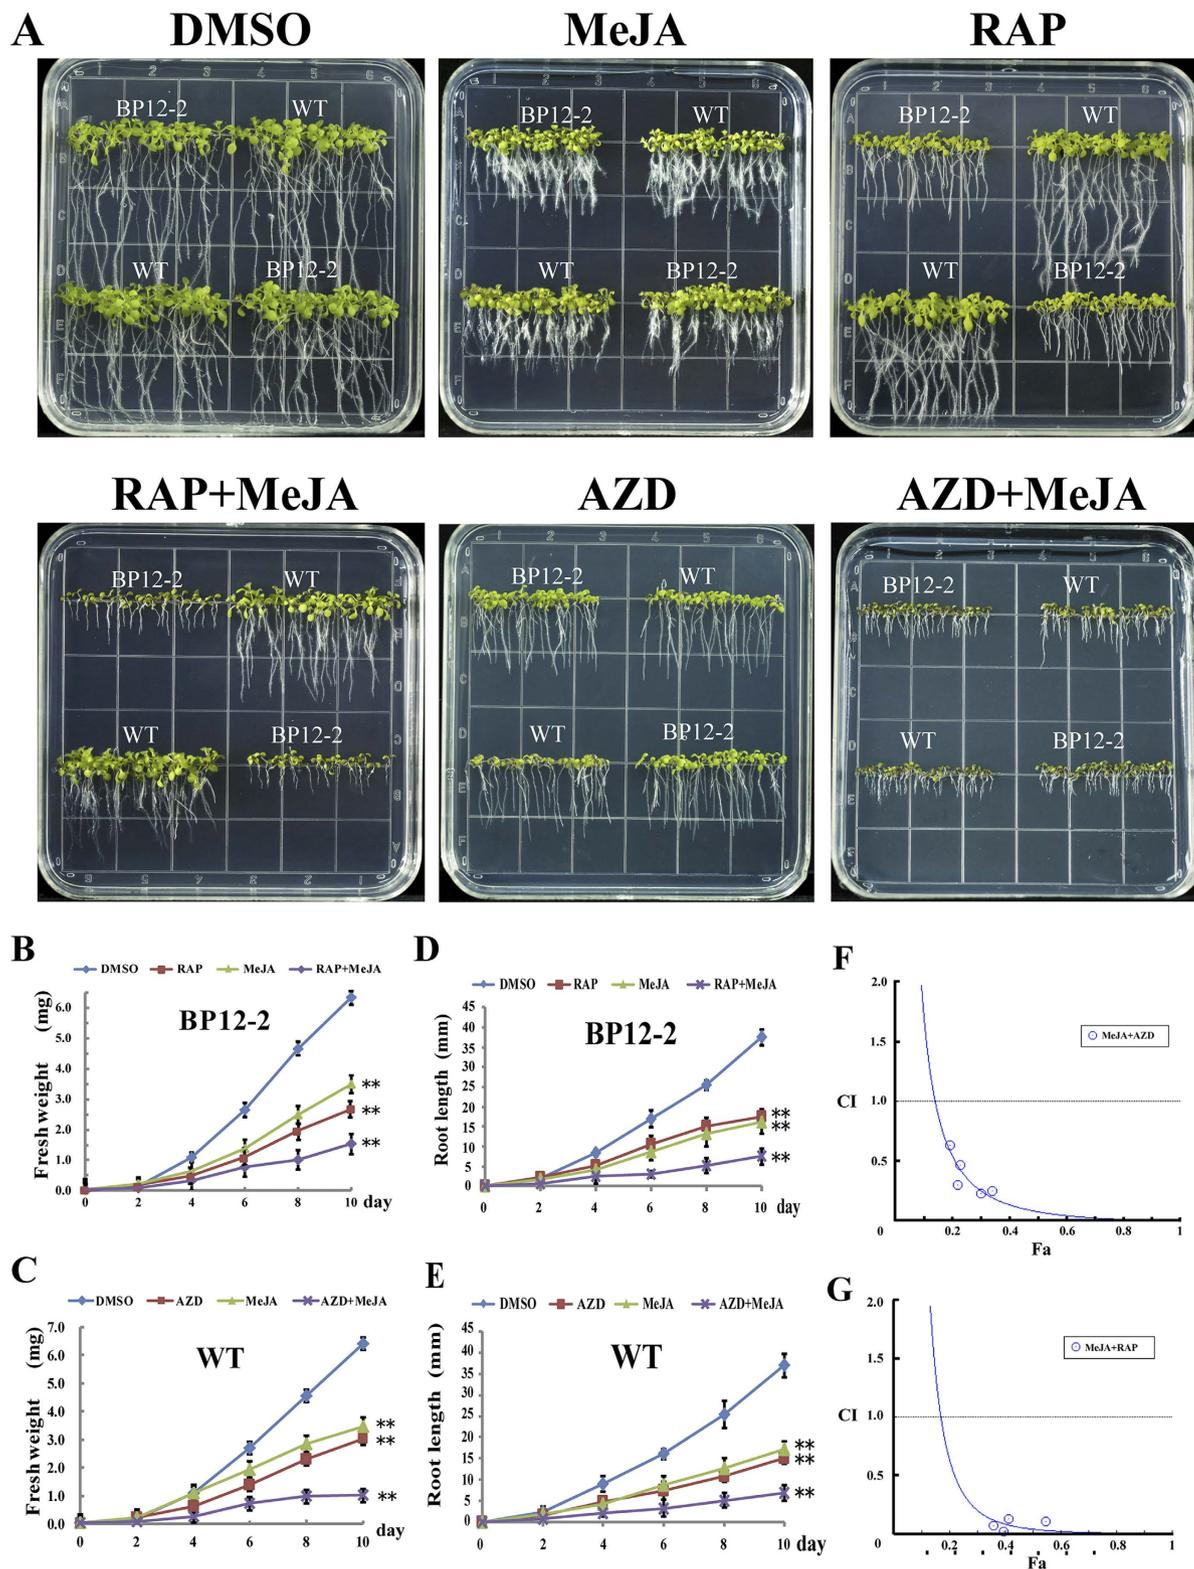 A
DMSO
MeJA
RAP
BP12-2
WT
BP12-2
WT
BP12-2
WT
WT
BP12-2
WT
BP12-2
WT
BP12-2
RAP+MeJA
AZD
AZD+MeJA
BP12-2
WT
BP12-2
WT
BP12-2
WT
WT
BP12-2
WT
BP12-2
WT
BP12-2
B
DMSO RAP MeJA RAP+MeJA
Fresh weight (mg)
BP12-2
6.0
5.0
4.0
3.0
2.0
1.0
0.0
**
**
**
0 2 4 6 8 10 day
D
DMSO RAP MeJA RAP+MeJA
Root length (mm)
BP12-2
45
40
35
30
25
20
15
10
5
0
**
**
**
0 2 4 6 8 10 day
F
2.0
1.5
1.0
0.5
0
CI
MeJA+AZD
0.2 0.4 0.6 0.8 1
Fa
C
DMSO AZD MeJA AZD+MeJA
Fresh weight (mg)
WT
7.0
6.0
5.0
4.0
3.0
2.0
1.0
0.0
**
**
**
0 2 4 6 8 10 day
E
DMSO AZD MeJA AZD+MeJA
Root length (mm)
WT
45
40
35
30
25
20
15
10
5
0
**
**
**
0 2 4 6 8 10 day
G
2.0
1.5
1.0
0.5
0
CI
MeJA+RAP
0.2 0.4 0.6 0.8 1
Fa